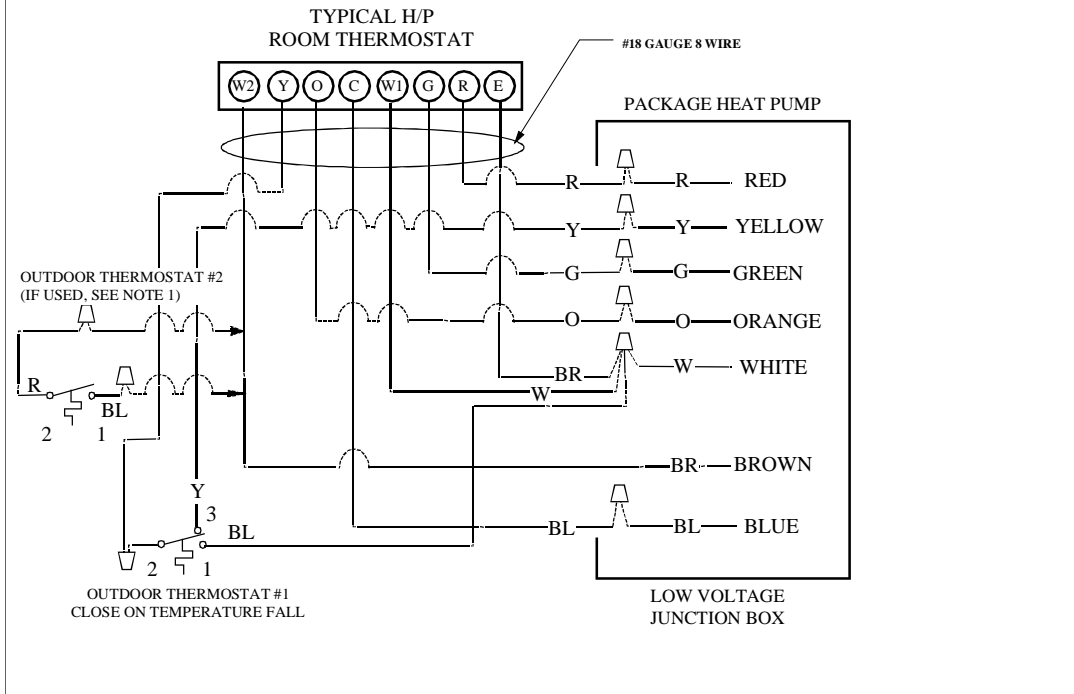 TYPICAL H/P
ROOM THERMOSTAT
#18 GAUGE 8 WIRE
W2 Y O C W1 G R E
PACKAGE HEAT PUMP
R R RED
Y Y YELLOW
G G GREEN
OUTDOOR THERMOSTAT #2
(IF USED, SEE NOTE 1)
O O ORANGE
BR W WHITE
R
W
BL
2 1
BR BROWN
Y
3
BL
BL BL BLUE
2 1
OUTDOOR THERMOSTAT #1
CLOSE ON TEMPERATURE FALL
LOW VOLTAGE
JUNCTION BOX